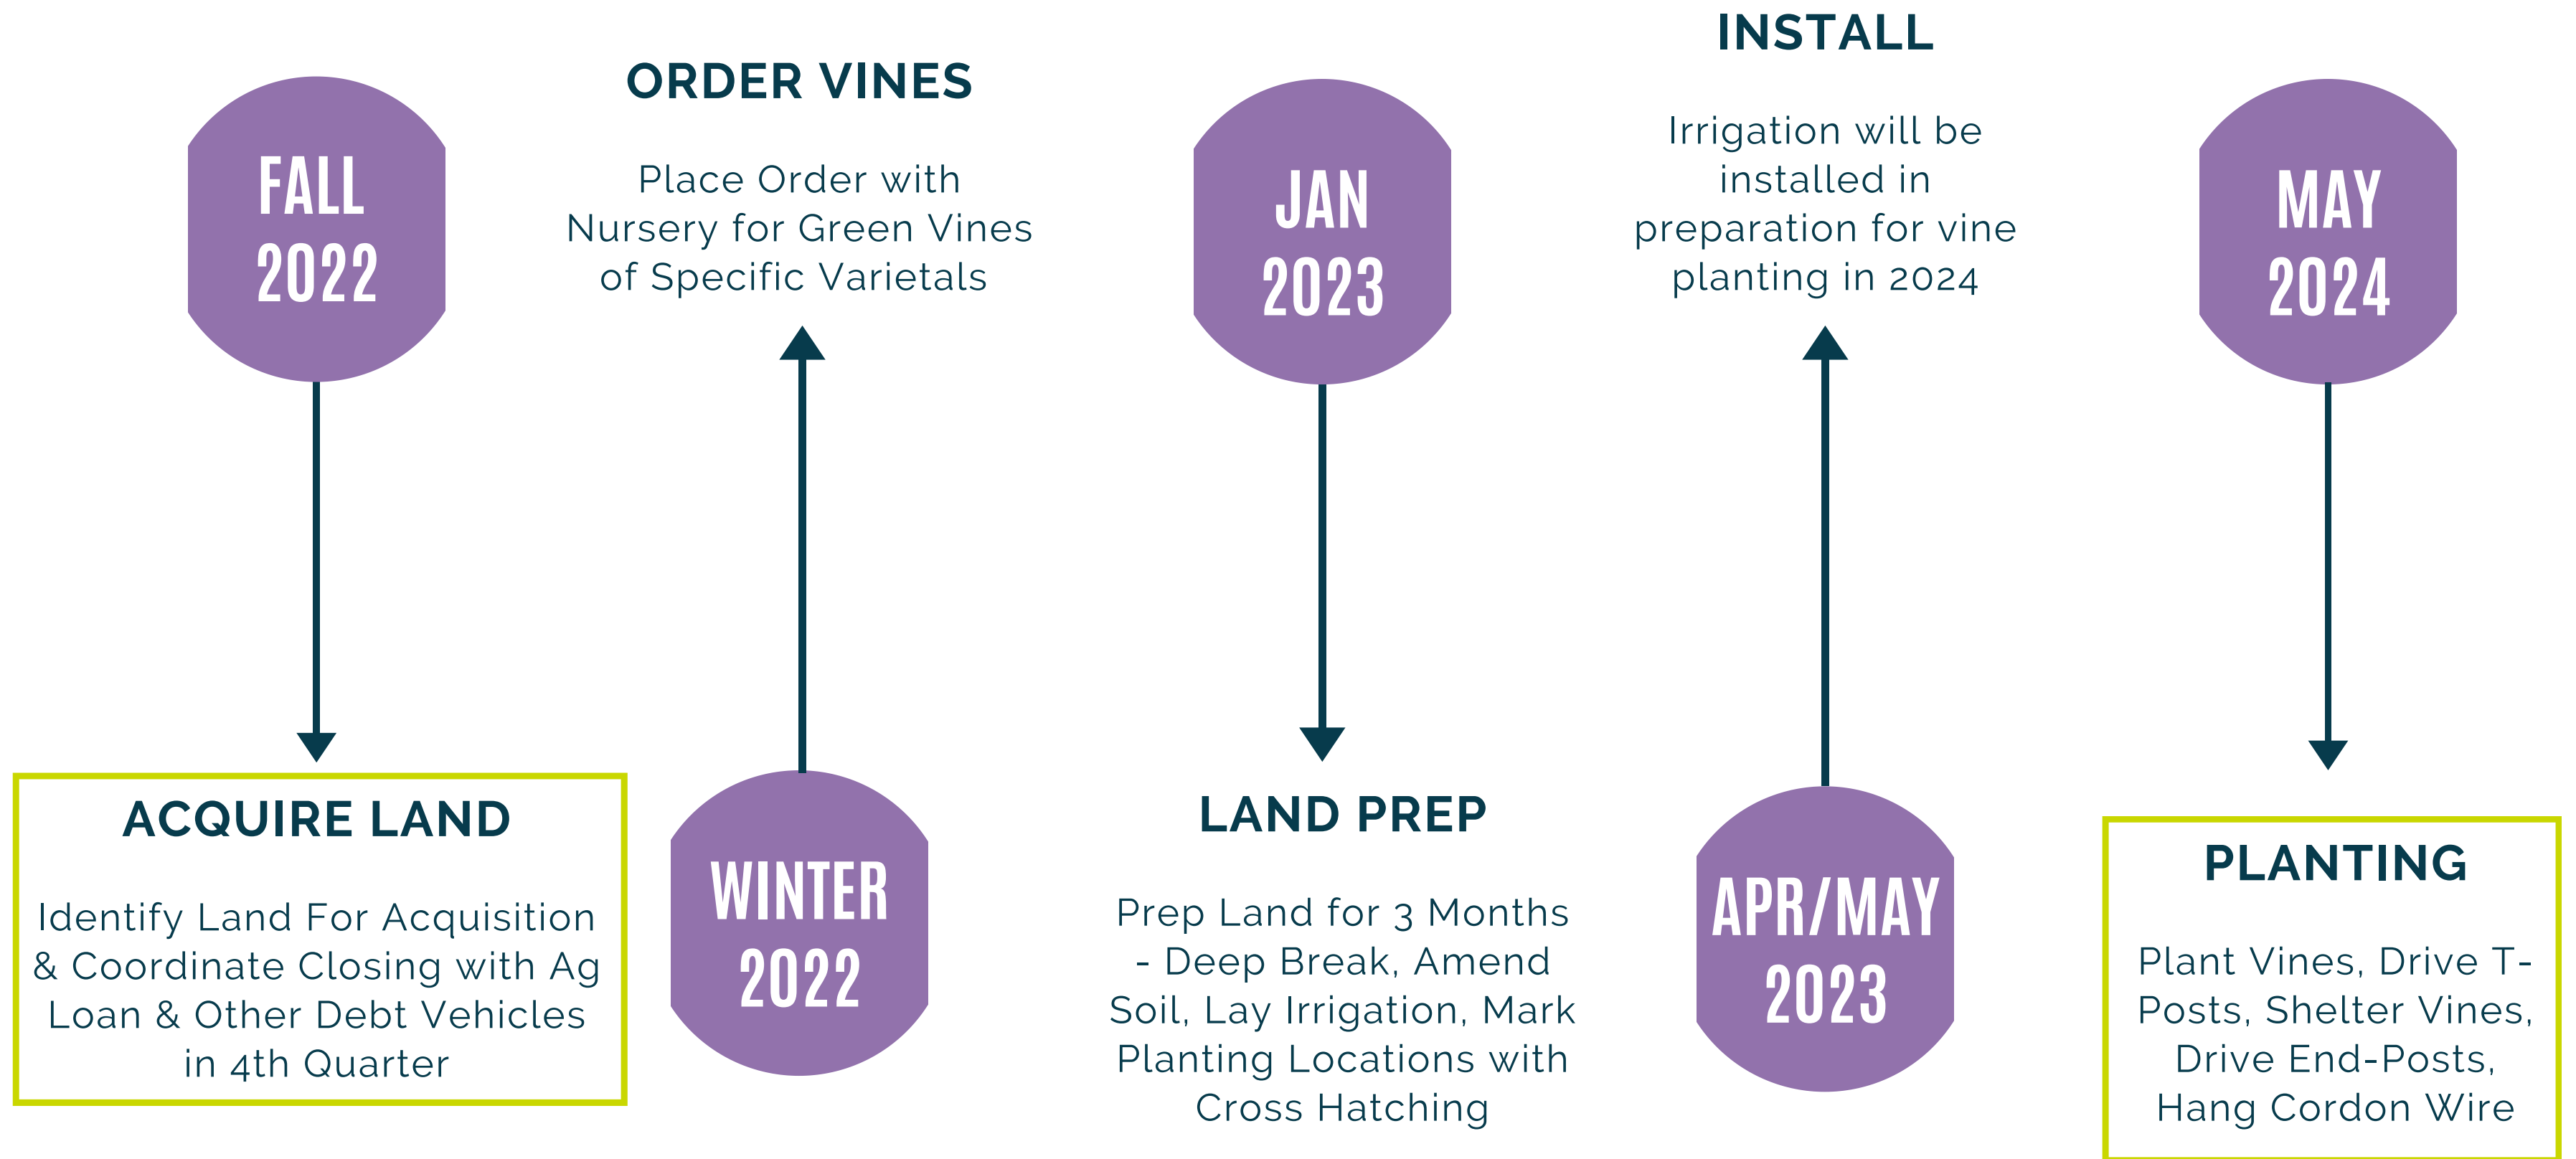 FALL
2022
ACQUIRE LAND
Identify Land For Acquisition
& Coordinate Closing with Ag
Loan & Other Debt Vehicles
in 4th Quarter
ORDER VINES
Place Order with
Nursery for Green Vines
of Specific Varietals
WINTER
2022
JAN
2023
LAND PREP
Prep Land for 3 Months
- Deep Break, Amend
Soil, Lay Irrigation, Mark
Planting Locations with
Cross Hatching
INSTALL
Irrigation will be
installed in
preparation for vine
planting in 2024
APR/MAY
2023
MAY
2024
PLANTING
Plant Vines, Drive T-
Posts, Shelter Vines,
Drive End-Posts,
Hang Cordon Wire